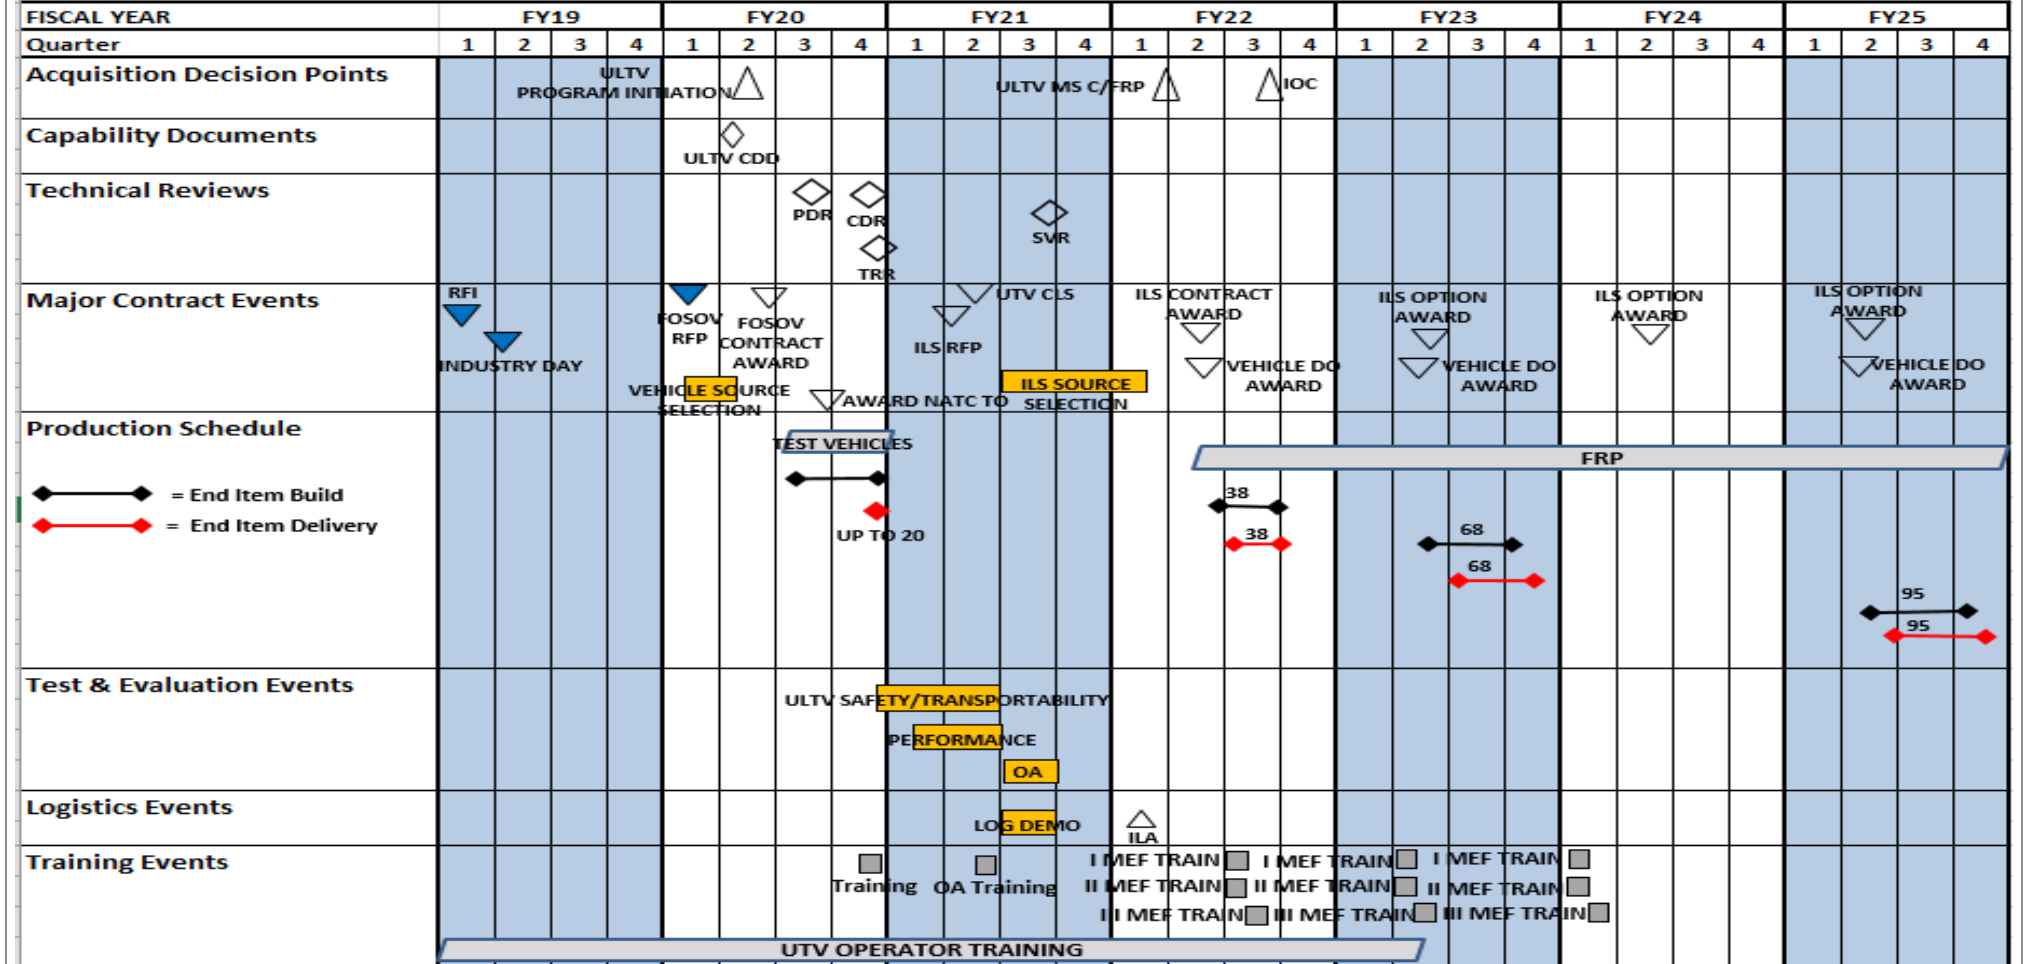 FISCAL YEAR FY19 FY20 FY21 FY22 FY23 FY24 FY25
Quarter 1 2 3 4 1 2 3 4 1 2 3 4 1 2 3 4 1 2 3 4 1 2 3 4 1 2 3 4
Acquisition Decision Points
ULTV
PROGRAM INITIATION
ULTV MS C/FRP
IOC
Capability Documents
ULTV CDD
Technical Reviews
PDR
CDR
TRR
SVR
Major Contract Events
RFI
INDUSTRY DAY
FOSOV
RFP
FOSOV
CONTRACT
AWARD
VEHICLE SOURCE
SELECTION
AWARD NATC TO
UTV CLS
ILS RFP
ILS SOURCE
SELECTION
ILS CONTRACT
AWARD
VEHICLE DO
AWARD
ILS OPTION
AWARD
VEHICLE DO
AWARD
ILS OPTION
AWARD
ILS OPTION
AWARD
VEHICLE DO
AWARD
Production Schedule
= End Item Build
= End Item Delivery
TEST VEHICLES
UP TO 20
FRP
38
38
68
68
95
95
Test & Evaluation Events
ULTV SAFETY/TRANSPORTABILITY
PERFORMANCE
OA
Logistics Events
LOG DEMO
ILA
Training Events
Training
OA Training
I MEF TRAIN
I MEF TRAIN
I MEF TRAIN
II MEF TRAIN
II MEF TRAIN
II MEF TRAIN
III MEF TRAIN
III MEF TRAIN
III MEF TRAIN
UTV OPERATOR TRAINING